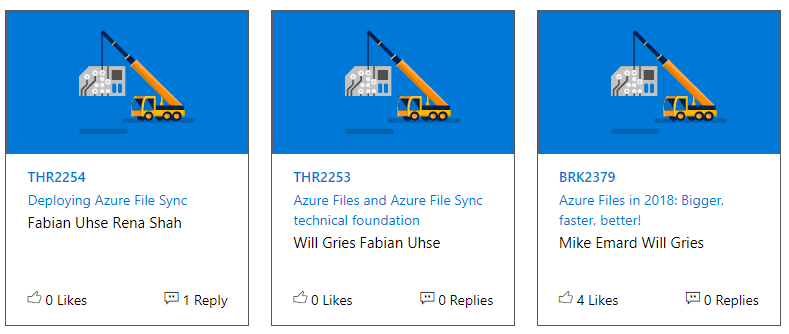 THR2254
Deploying Azure File Sync
Fabian Uhse Rena Shah
0 Likes
1 Reply
THR2253
Azure Files and Azure File Sync
technical foundation
Will Gries Fabian Uhse
0 Likes
0 Replies
BRK2379
Azure Files in 2018: Bigger,
faster, better!
Mike Emard Will Gries
4 Likes
0 Replies